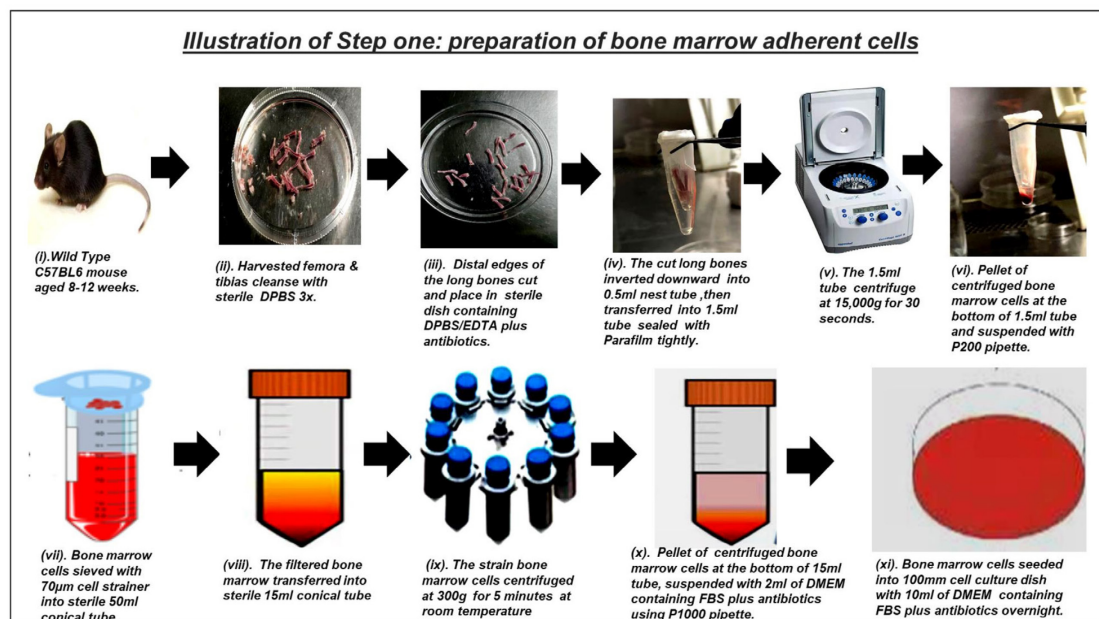 Illustration of Step one: preparation of bone marrow adherent cells
(i).Wild Type
C57BL6 mouse
aged 8-12 weeks.
(ii). Harvested femora &
tibias cleanse with
sterile DPBS 3x.
(iii). Distal edges of
the long bones cut
and place in sterile
dish containing
DPBS/EDTA plus
antibiotics.
(iv). The cut long bones
inverted downward into
0.5ml nest tube ,then
transferred into 1.5ml
tube sealed with
Parafilm tightly.
(v). The 1.5ml
tube centrifuge
at 15,000g for 30
seconds.
(vi). Pellet of
centrifuged bone
marrow cells at the
bottom of 1.5ml tube
and suspended with
P200 pipette.
(vii). Bone marrow
cells sieved with
70µm cell strainer
into sterile 50ml
conical tube
(viii). The filtered bone
marrow transferred into
sterile 15ml conical tube
(ix). The strain bone
marrow cells centrifuged
at 300g for 5 minutes at
room temperature
(x). Pellet of centrifuged bone
marrow cells at the bottom of 15ml
tube, suspended with 2ml of DMEM
containing FBS plus antibiotics
using P1000 pipette.
(xi). Bone marrow cells seeded
into 100mm cell culture dish
with 10ml of DMEM containing
FBS plus antibiotics overnight.